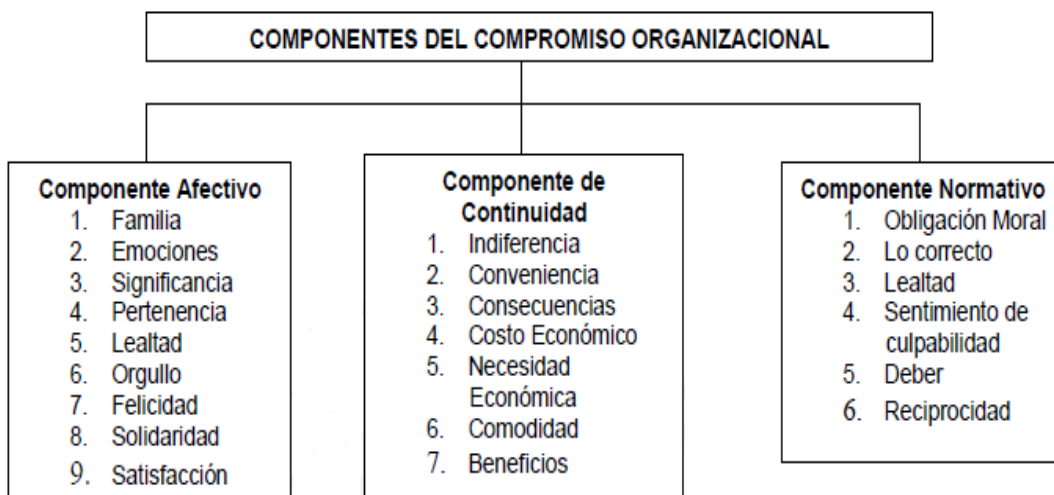 COMPONENTES DEL COMPROMISO ORGANIZACIONAL
Componente Afectivo
1. Familia
2. Emociones
3. Significancia
4. Pertenencia
5. Lealtad
6. Orgullo
7. Felicidad
8. Solidaridad
9. Satisfacción
Componente de
Continuidad
1. Indiferencia
2. Conveniencia
3. Consecuencias
4. Costo Económico
5. Necesidad
Económica
6. Comodidad
7. Beneficios
Componente Normativo
1. Obligación Moral
2. Lo correcto
3. Lealtad
4. Sentimiento de
culpabilidad
5. Deber
6. Reciprocidad